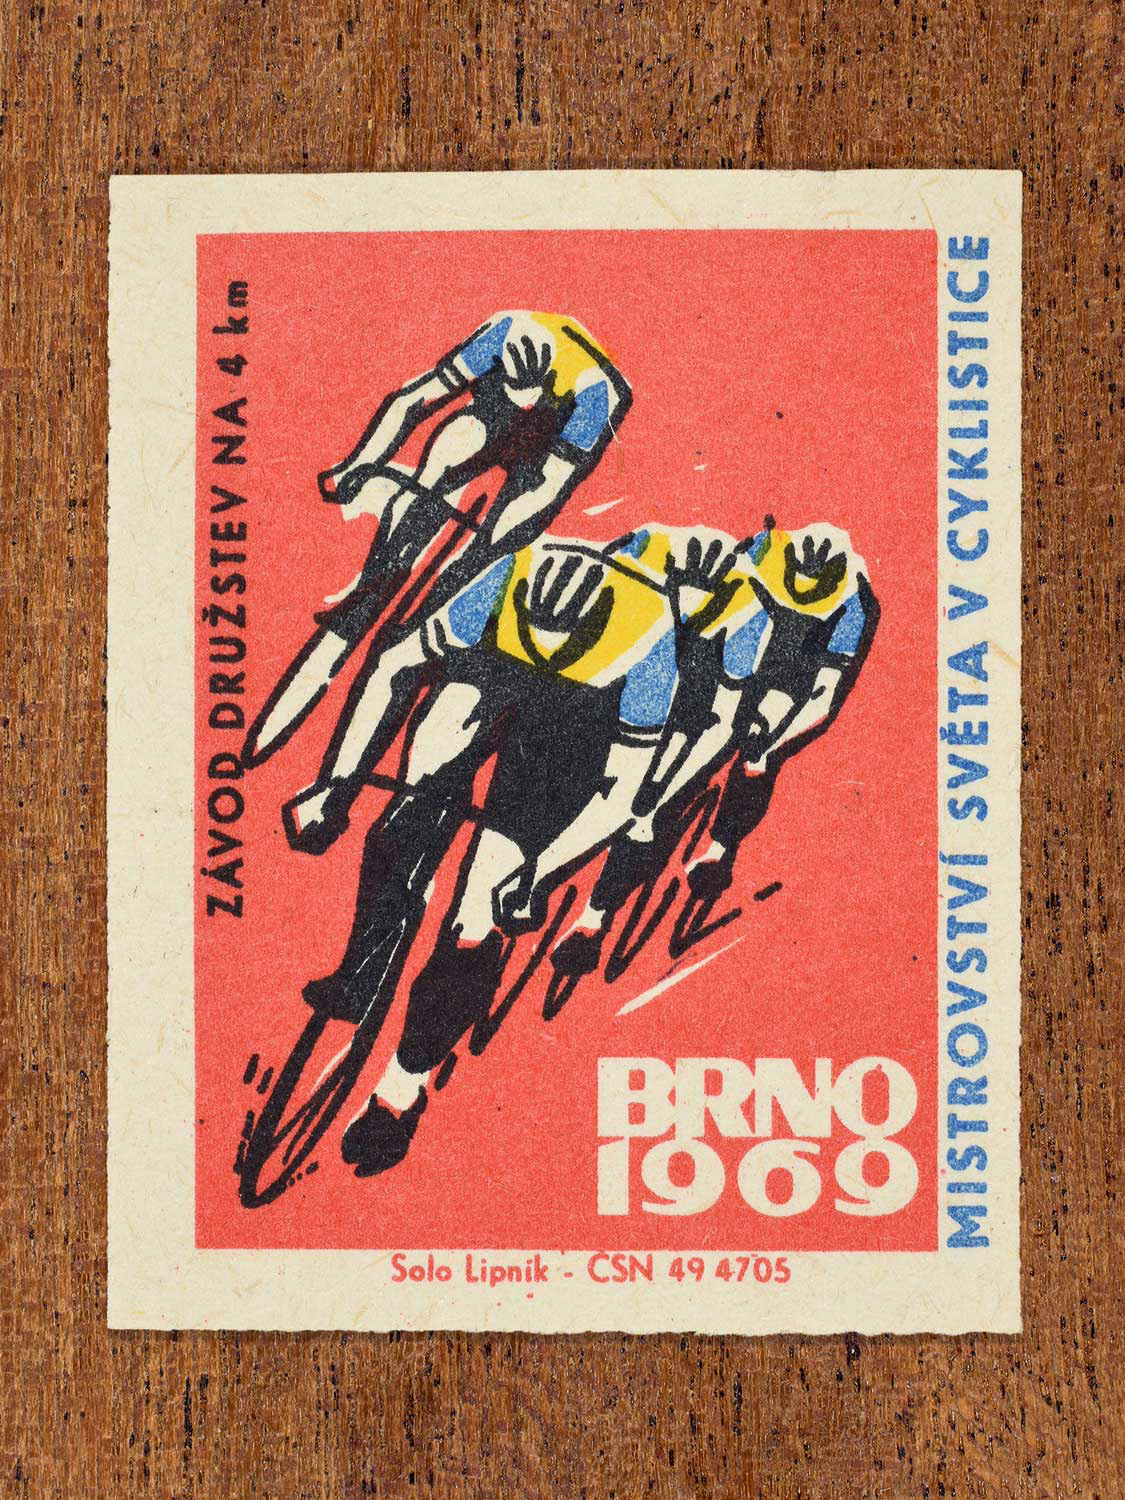 ZÁVOD DRUŽSTEV NA 4 km
MISTROVSTVÍ SVĚTA V CYKLISTICE
BRNO
1969
Solo Lipník - ČSN 49 4705